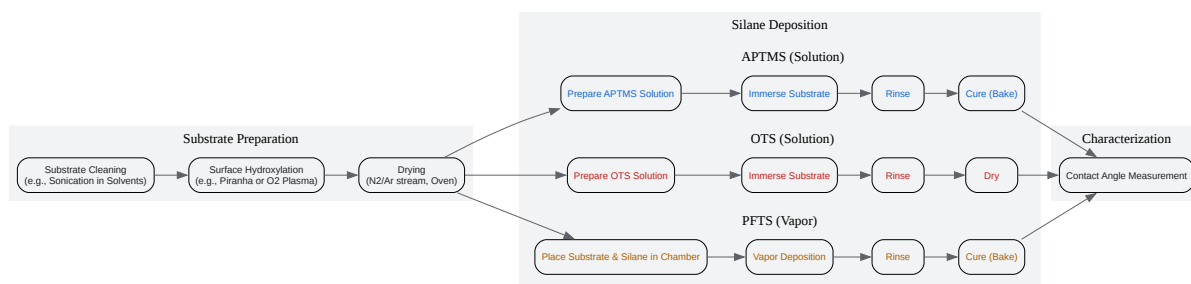 Silane Deposition
APTMS (Solution)
Prepare APTMS Solution
Immerse Substrate
Rinse
Cure (Bake)
Substrate Preparation
Substrate Cleaning
(e.g., Sonication in Solvents)
Surface Hydroxylation
(e.g., Piranha or O2 Plasma)
Drying
(N2/Ar stream, Oven)
OTS (Solution)
Prepare OTS Solution
Immerse Substrate
Rinse
Dry
Characterization
Contact Angle Measurement
PFTS (Vapor)
Place Substrate & Silane in Chamber
Vapor Deposition
Rinse
Cure (Bake)